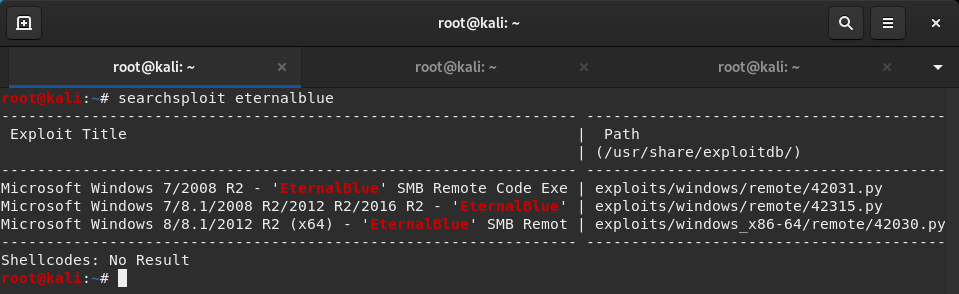 root@kali: ~
root@kali: ~ root@kali: ~ root@kali: ~
root@kali:~# searchsploit eternalblue
---------------------------------------------------------------- ----------------------------------------
 Exploit Title                                                  |  Path
                                                                | (/usr/share/exploitdb/)
---------------------------------------------------------------- ----------------------------------------
Microsoft Windows 7/2008 R2 - 'EternalBlue' SMB Remote Code Exe | exploits/windows/remote/42031.py
Microsoft Windows 7/8.1/2008 R2/2012 R2/2016 R2 - 'EternalBlue' | exploits/windows/remote/42315.py
Microsoft Windows 8/8.1/2012 R2 (x64) - 'EternalBlue' SMB Remot | exploits/windows_x86-64/remote/42030.py
---------------------------------------------------------------- ----------------------------------------
Shellcodes: No Result
root@kali:~#